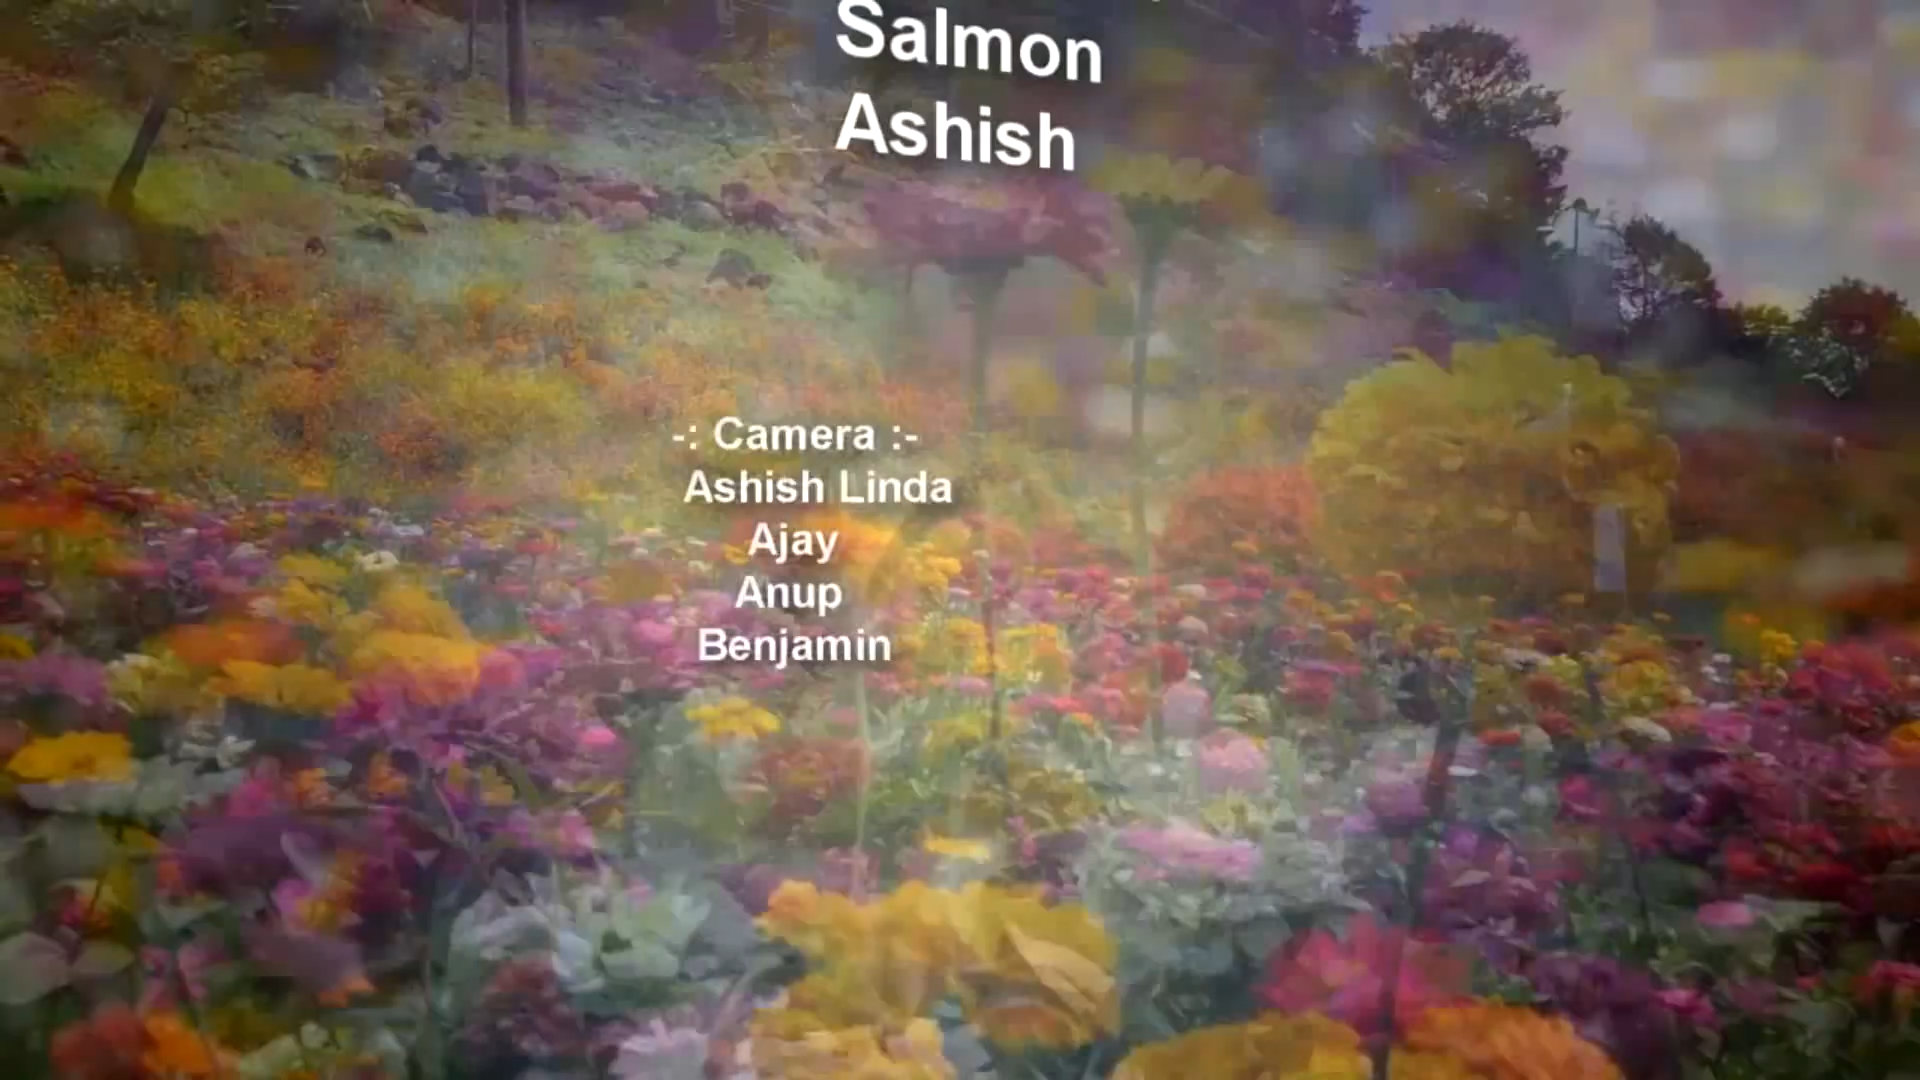 Salmon
Ashish
-: Camera :-
Ashish Linda
Ajay
Anup
Benjamin